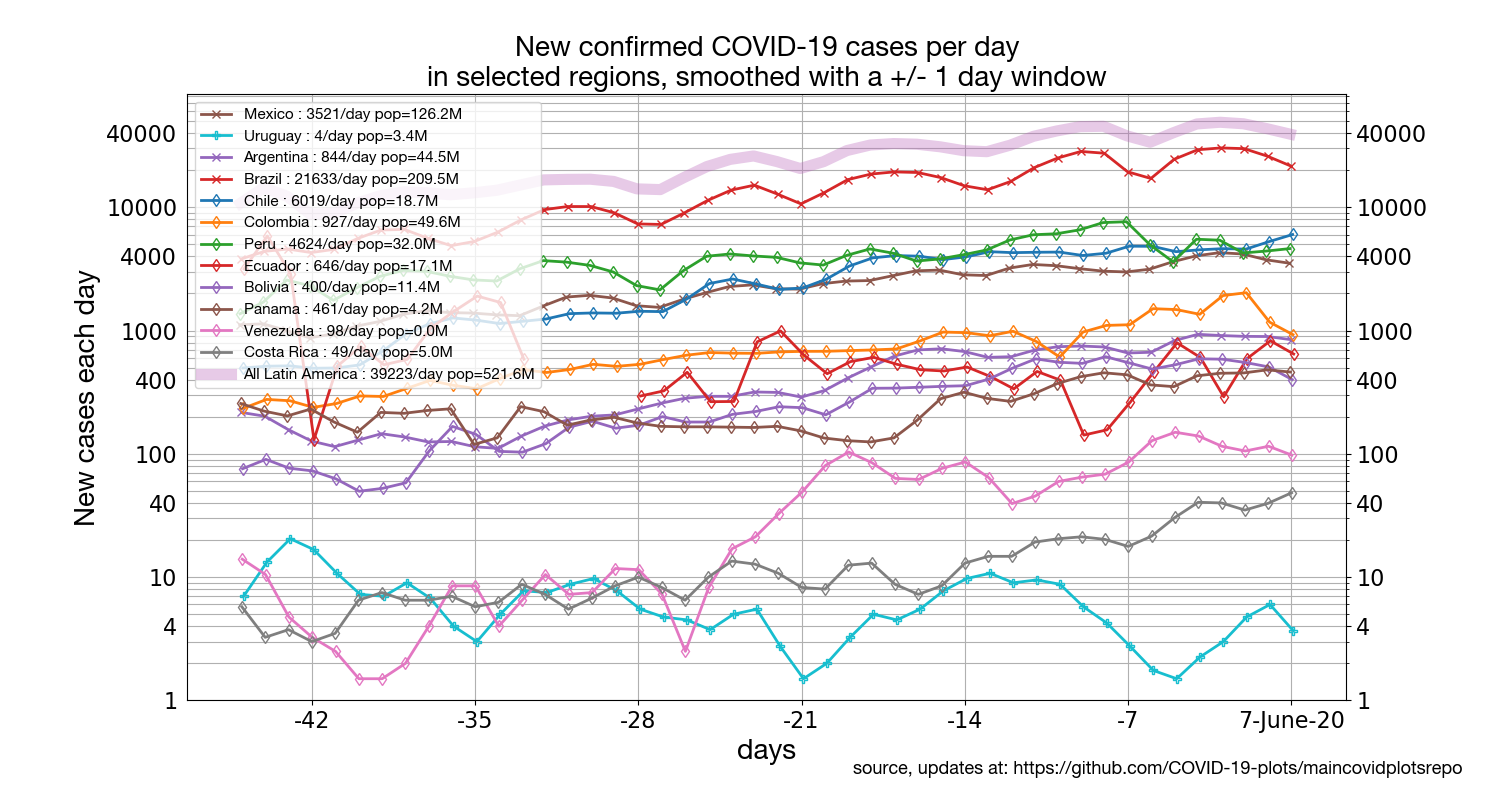 New confirmed COVID-19 cases per day
in selected regions, smoothed with a +/- 1 day window
Mexico : 3521/day pop=126.2M
Uruguay : 4/day pop=3.4M
Argentina : 844/day pop=44.5M
Brazil : 21633/day pop=209.5M
Chile : 6019/day pop=18.7M
Colombia : 927/day pop=49.6M
Peru : 4624/day pop=32.0M
Ecuador : 646/day pop=17.1M
Bolivia : 400/day pop=11.4M
Panama : 461/day pop=4.2M
Venezuela : 98/day pop=0.0M
Costa Rica : 49/day pop=5.0M
All Latin America : 39223/day pop=521.6M
New cases each day
40000
10000
4000
1000
400
100
40
10
4
1
40000
10000
4000
1000
400
100
40
10
4
1
-42
-35
-28
-21
-14
-7
7-June-20
days
source, updates at: https://github.com/COVID-19-plots/maincovidplotsrepo